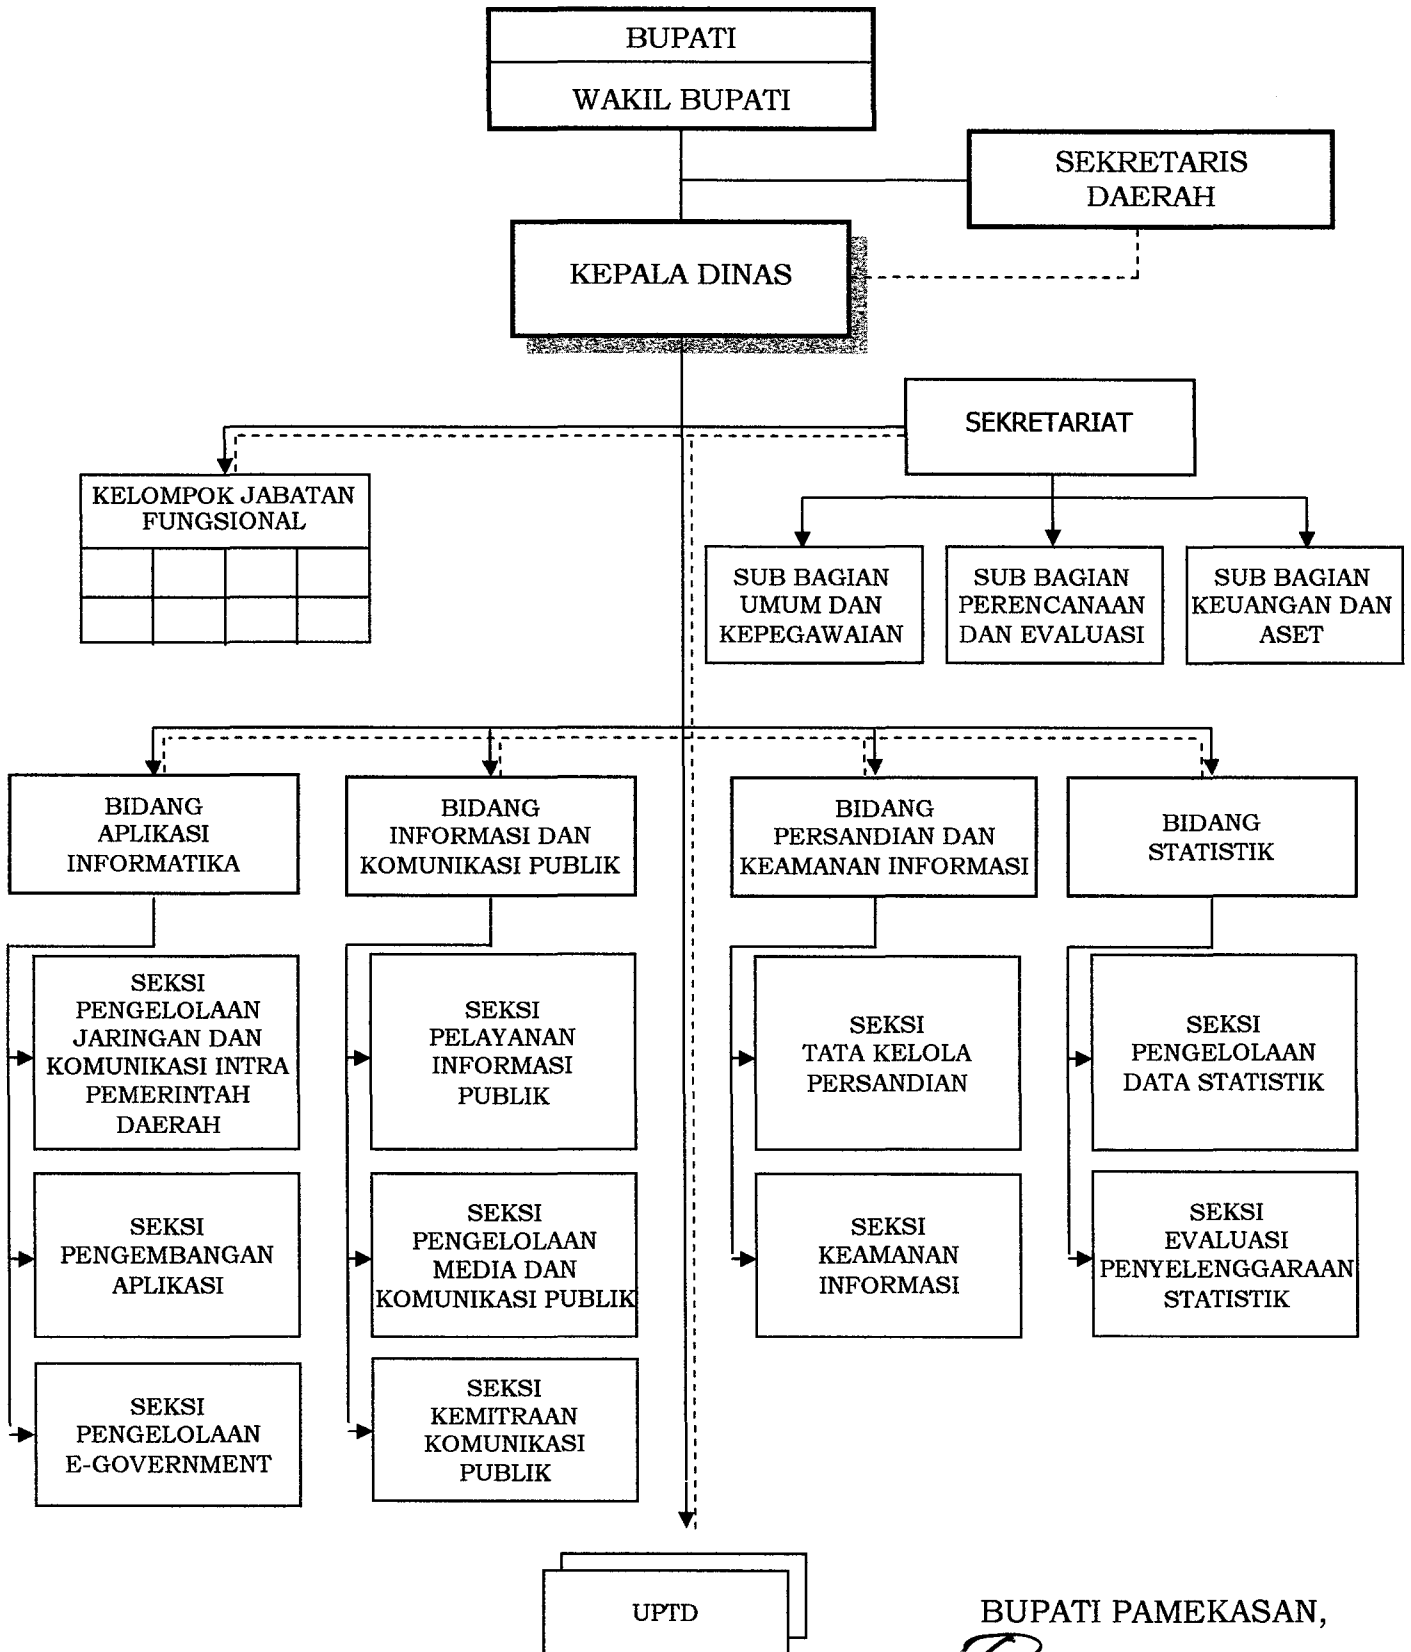 BUPATI
WAKIL BUPATI
SEKRETARIS
DAERAH
KEPALA DINAS
SEKRETARIAT
KELOMPOK JABATAN
FUNGSIONAL
SUB BAGIAN
UMUM DAN
KEPEGAWAIAN
SUB BAGIAN
PERENCANAAN
DAN EVALUASI
SUB BAGIAN
KEUANGAN DAN
ASET
BIDANG
APLIKASI
INFORMATIKA
BIDANG
INFORMASI DAN
KOMUNIKASI PUBLIK
BIDANG
PERSANDIAN DAN
KEAMANAN INFORMASI
BIDANG
STATISTIK
SEKSI
PENGELOLAAN
JARINGAN DAN
KOMUNIKASI INTRA
PEMERINTAH
DAERAH
SEKSI
PELAYANAN
INFORMASI
PUBLIK
SEKSI
TATA KELOLA
PERSANDIAN
SEKSI
PENGELOLAAN
DATA STATISTIK
SEKSI
PENGEMBANGAN
APLIKASI
SEKSI
PENGELOLAAN
MEDIA DAN
KOMUNIKASI PUBLIK
SEKSI
KEAMANAN
INFORMASI
SEKSI
EVALUASI
PENYELENGGARAAN
STATISTIK
SEKSI
PENGELOLAAN
E-GOVERNMENT
SEKSI
KEMITRAAN
KOMUNIKASI
PUBLIK
UPTD
BUPATI PAMEKASAN,